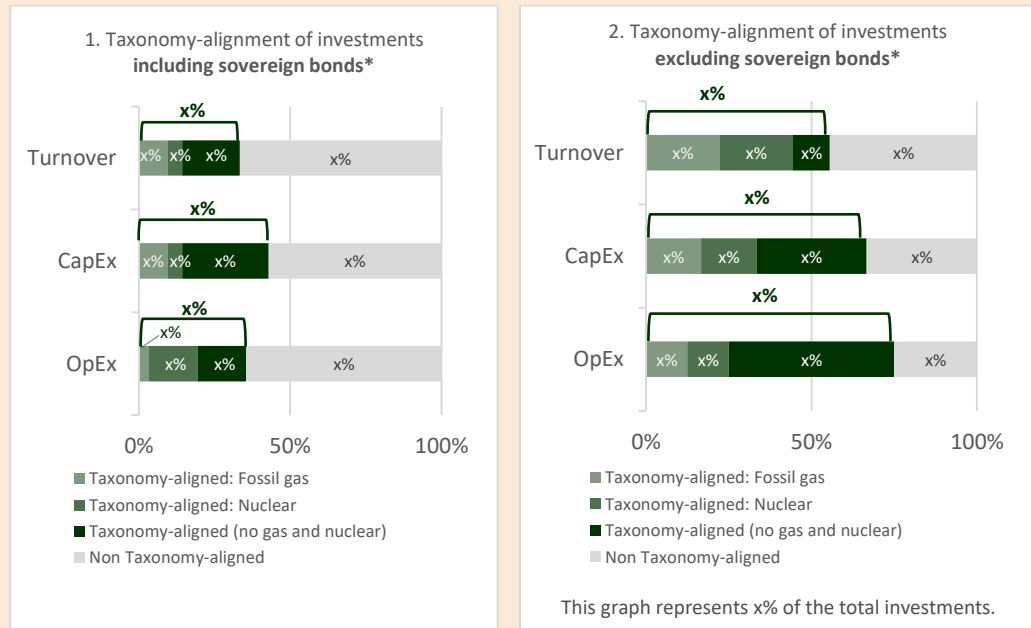 1. Taxonomy-alignment of investments
including sovereign bonds*
x%
Turnover
x% x% x% x%
x%
CapEx
x% x% x% x%
x%
x%
OpEx
x% x% x%
0% 50% 100%
Taxonomy-aligned: Fossil gas
Taxonomy-aligned: Nuclear
Taxonomy-aligned (no gas and nuclear)
Non Taxonomy-aligned
2. Taxonomy-alignment of investments
excluding sovereign bonds*
x%
Turnover
x% x% x% x%
x%
CapEx
x% x% x% x%
x%
OpEx
x% x% x% x%
0% 50% 100%
Taxonomy-aligned: Fossil gas
Taxonomy-aligned: Nuclear
Taxonomy-aligned (no gas and nuclear)
Non Taxonomy-aligned
This graph represents x% of the total investments.